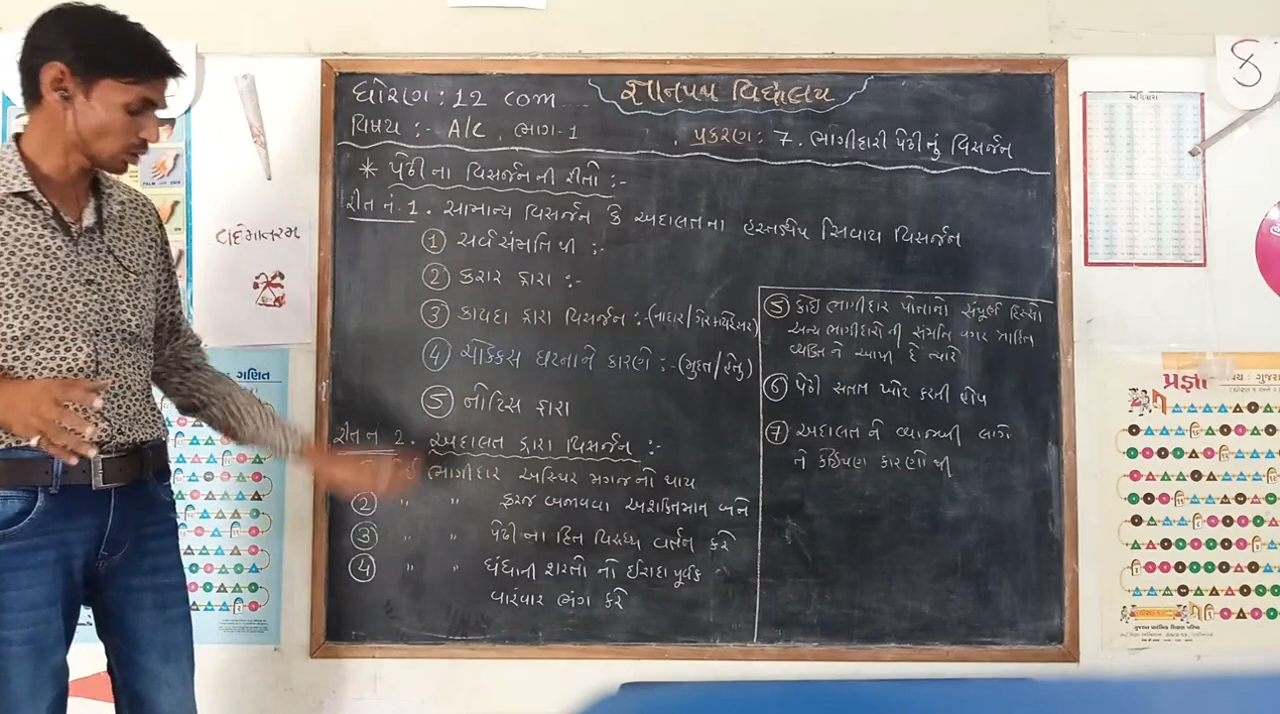 જ્ઞાનપથ વિદ્યાલય
ધોરણ : 12 com
વિષય :- A/C , ભાગ-1 , પ્રકરણ : 7. ભાગીદારી પેઢીનું વિસર્જન
* પેઢીના વિસર્જનની રીતો :-
રીત નં. 1. સામાન્ય વિસર્જન કે અદાલતના હસ્તક્ષેપ સિવાય વિસર્જન
① સર્વસંમતિથી :-
② કરાર દ્વારા :-
③ કાયદા દ્વારા વિસર્જન :- (નાદાર/ગેરકાયદેસર)
④ ચોક્કસ ઘટનાને કારણે :- (મુદત/હેતુ)
⑤ નોટિસ દ્વારા
રીત નં 2. અદાલત દ્વારા વિસર્જન :-
ભાગીદાર અસ્થિર મગજનો થાય
② " " ફરજ બજાવવા અશક્તિમાન બને
③ " " પેઢીના હિત વિરુધ્ધ વર્તન કરે
④ " " ધંધાની શરતોનો ઈરાદા પૂર્વક
વારંવાર ભંગ કરે
⑤ કોઈ ભાગીદાર પોતાનો સંપૂર્ણ હિસ્સો
અન્ય ભાગીદારોની સંમતિ વગર
વ્યક્તિને આપી દે ત્યારે
⑥ પેઢી સતત ખોટ કરતી હોય
⑦ અદાલતને વ્યાજબી લાગે
તે કોઈપણ કારણોથી
વંદેમાતરમ
ગણિત
અગિયારા
ક
પ્રજ્ઞા
: ગુજરા